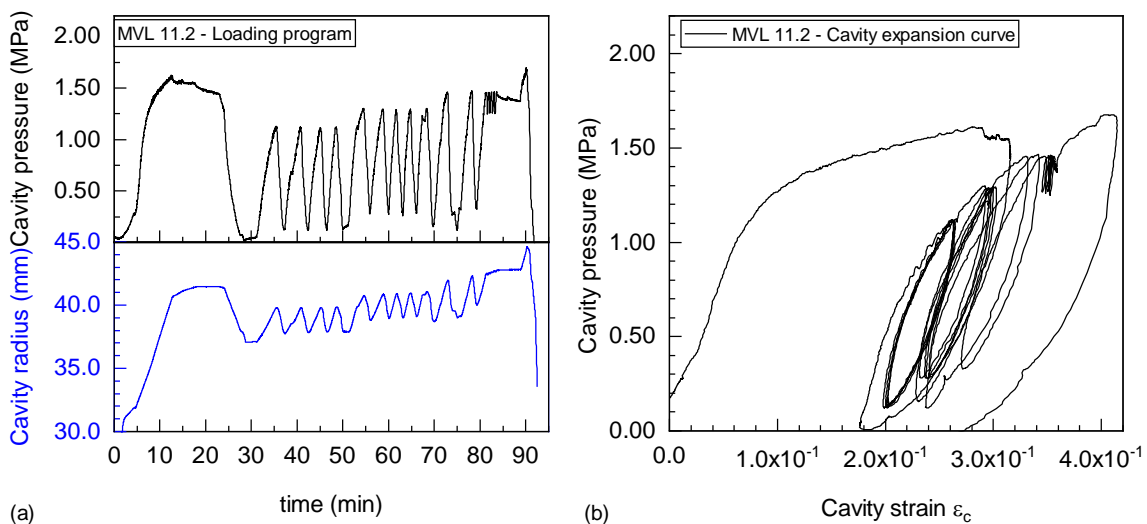 MVL 11.2 - Loading program
Cavity pressure (MPa)
2.00
1.50
1.00
0.50
45.0
40.0
35.0
30.0
Cavity radius (mm)
0 10 20 30 40 50 60 70 80 90
time (min)
(a)
MVL 11.2 - Cavity expansion curve
Cavity pressure (MPa)
2.00
1.50
1.00
0.50
0.00
0.0 1.0x10⁻¹ 2.0x10⁻¹ 3.0x10⁻¹ 4.0x10⁻¹
Cavity strain ε_c
(b)